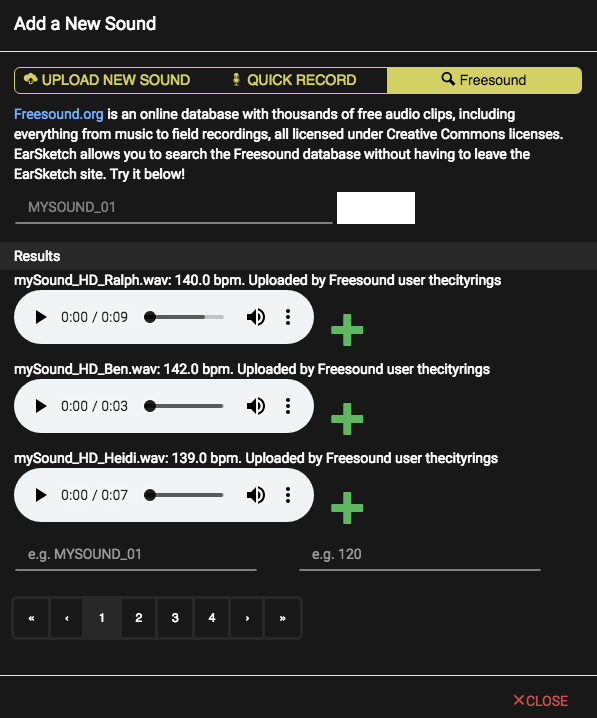 Add a New Sound
UPLOAD NEW SOUND QUICK RECORD Freesound
Freesound.org is an online database with thousands of free audio clips, including
everything from music to field recordings, all licensed under Creative Commons licenses.
EarSketch allows you to search the Freesound database without having to leave the
EarSketch site. Try it below!
MYSOUND_01
Results
mySound_HD_Ralph.wav: 140.0 bpm. Uploaded by Freesound user thecityrings
0:00 / 0:09
mySound_HD_Ben.wav: 142.0 bpm. Uploaded by Freesound user thecityrings
0:00 / 0:03
mySound_HD_Heidi.wav: 139.0 bpm. Uploaded by Freesound user thecityrings
0:00 / 0:07
e.g. MYSOUND_01 e.g. 120
« ‹ 1 2 3 4 › »
×CLOSE